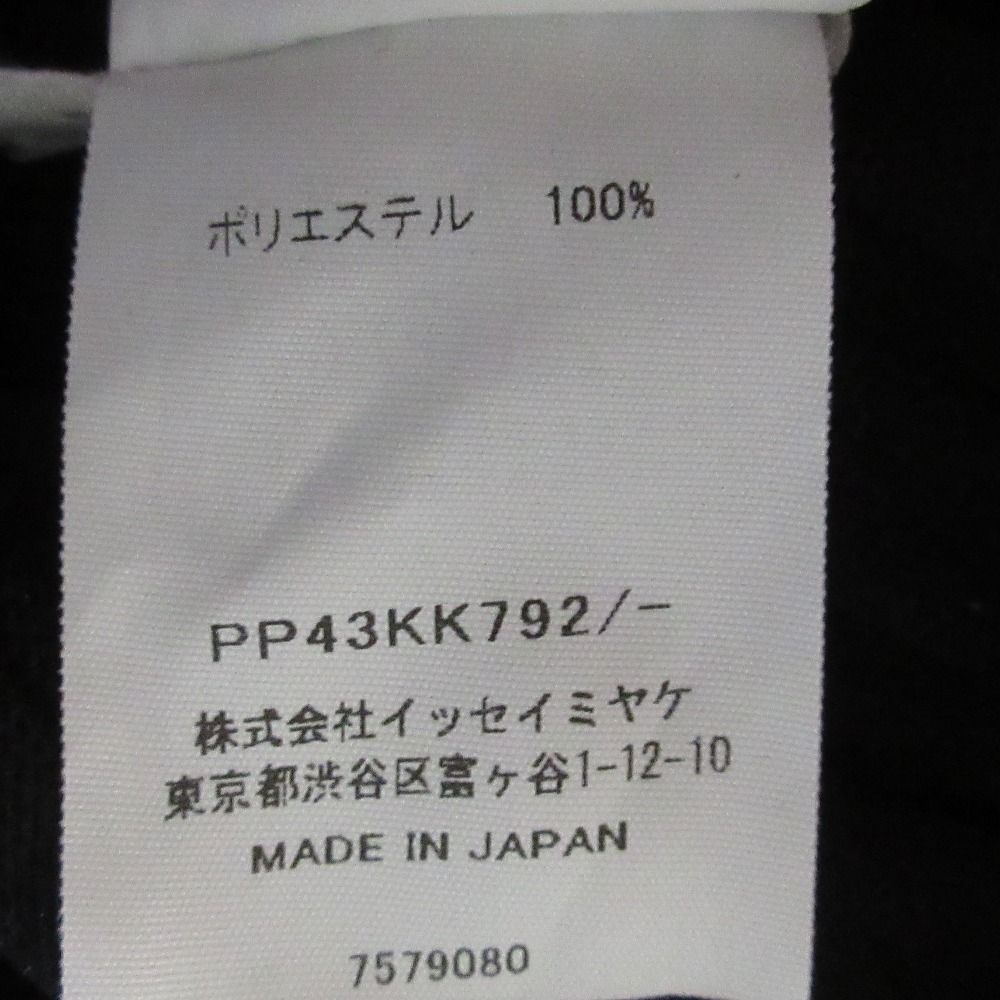 ポリエステル 100%
PP43KK792/-
株式会社イッセイミヤケ
東京都渋谷区富ヶ谷1-12-10
MADE IN JAPAN
7579080